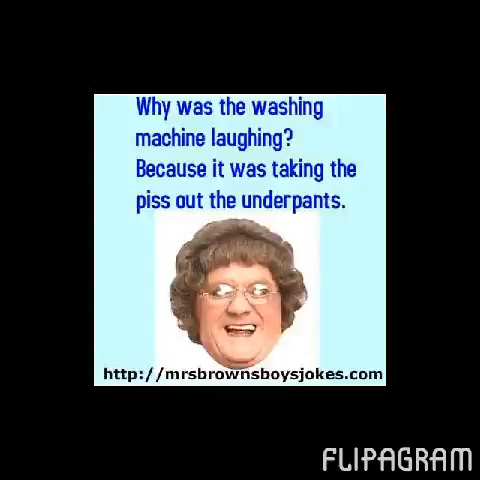 Why was the washing
machine laughing?
Because it was taking the
piss out the underpants.
http://mrsbrownsboysjokes.com
FLIPAGRAM